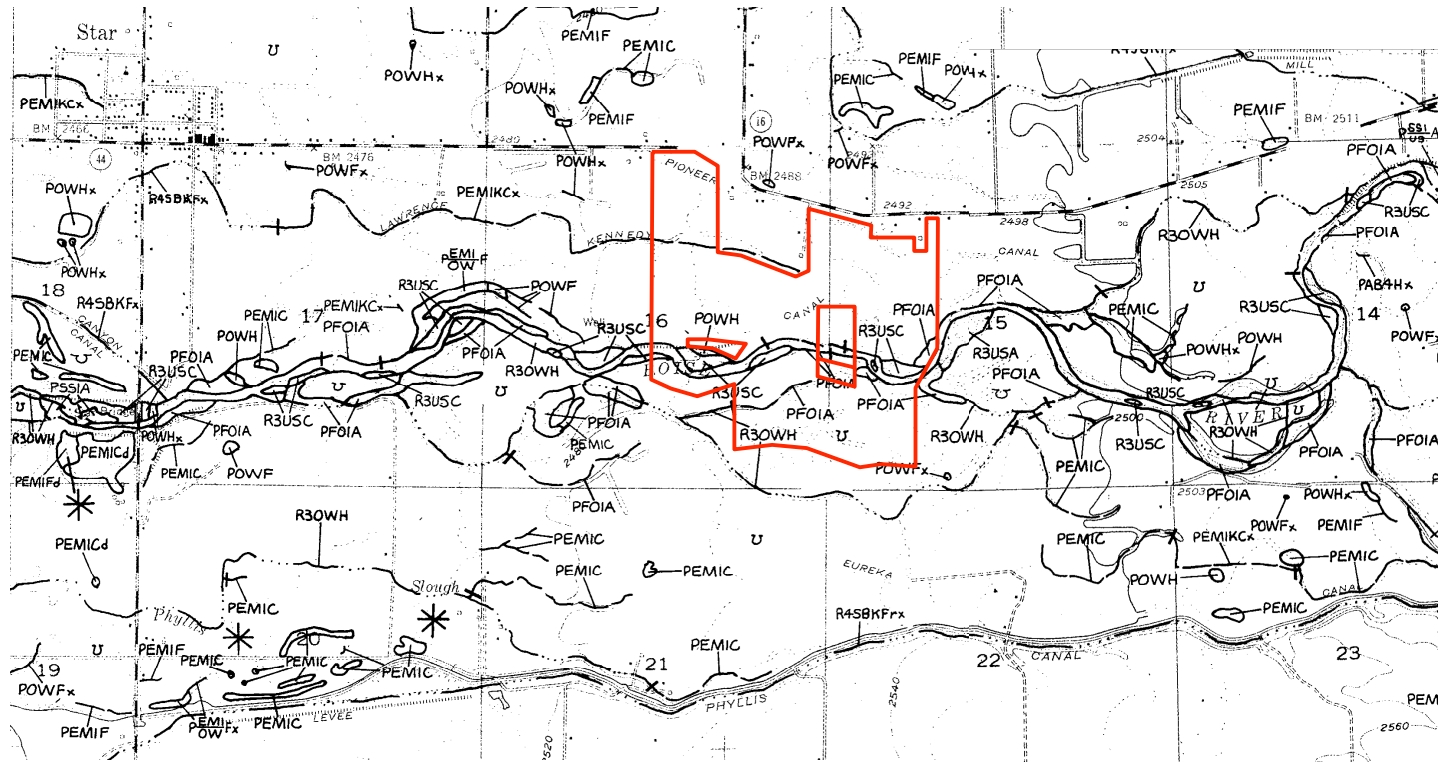 Star
U
PEMIF
PEMIC
POWHx
POWHx
PEMIF
PEMIKCx
BM 2466
44
2480
BM 2476
POWFx
POWHx
PEMIC
PEMIF
MILL
PEMIF
BM 2511
16
POWFx
POWFx
BM 2488
2504
2505
PFOIA
R3USC
PFOIA
PIONEER
POWHx
R4SBKFx
PEMIKCx
LAWRENCE
KENNEDY
2492
2498
CANAL
R3OWH
POWHx
18
R4SBKFx
CANYON
CANAL
PEMIC
17
PEMIKCx
R3USC
POWF
PFOIA
POWH
PEMIC
PFOIA
R3USC
PSSIA
U
R3OWH
POWHx
PFOIA
R3USC
PFOIA
U
R3USC
U
PFOIA
R3OWH
R3USC
16
POWH
CANAL
R3USC
PFOIA
PFOIA
R3USC
PFOIA
PFOIA
U
R3OWH
PFOIA
PEMIC
PFOIA
POWFx
15
R3USA
PFOIA
U
R3OWH
PFOIA
PEMIC
U
POWHx
POWH
R3USC
U
2500
R3USC
RIVER
U
R3OWH
PFOIA
PFOIA
2503
R3USC
PAB4Hx
14
POWFx
PFOIA
PEMIC
PEMICd
PEMIFd
PEMIC
POWF
PEMICd
R3OWH
PEMIC
PEMIC
PEMIC
PEMIC
U
EUREKA
PEMIC
POWHx
POWFx
PEMIF
PEMIKCx
PEMIC
POWH
PEMIC
CANAL
Slough
Phyllis
20
U
19
PEMIF
PEMIC
PEMIC
PEMIC
POWFx
PEMIF
PEMIC
LEVEE
21
PEMIC
R4SBKFrx
PHYLLIS
22
CANAL
23
2540
2520
2560